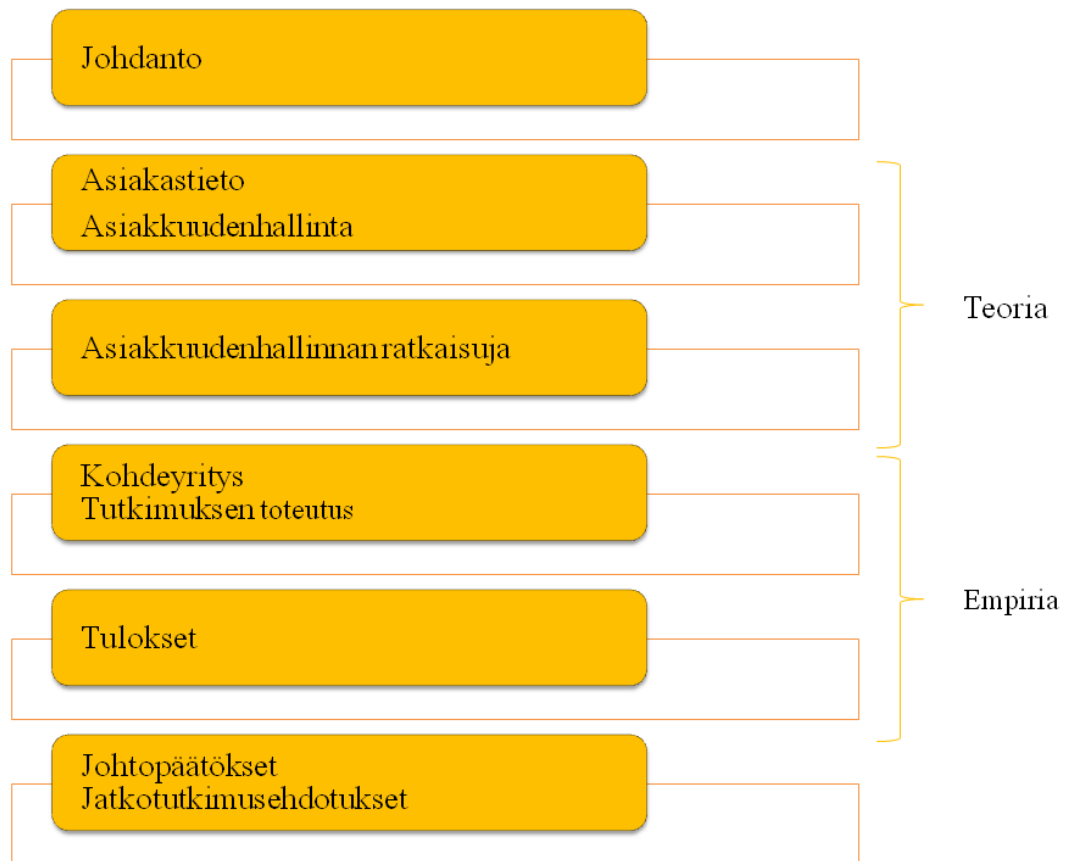 Johdanto
Asiakastieto
Asiakkuudenhallinta
Asiakkuudenhallinnan ratkaisuja
Teoria
Kohdeyritys
Tutkimuksen toteutus
Tulokset
Empiria
Johtopäätökset
Jatkotutkimusehdotukset